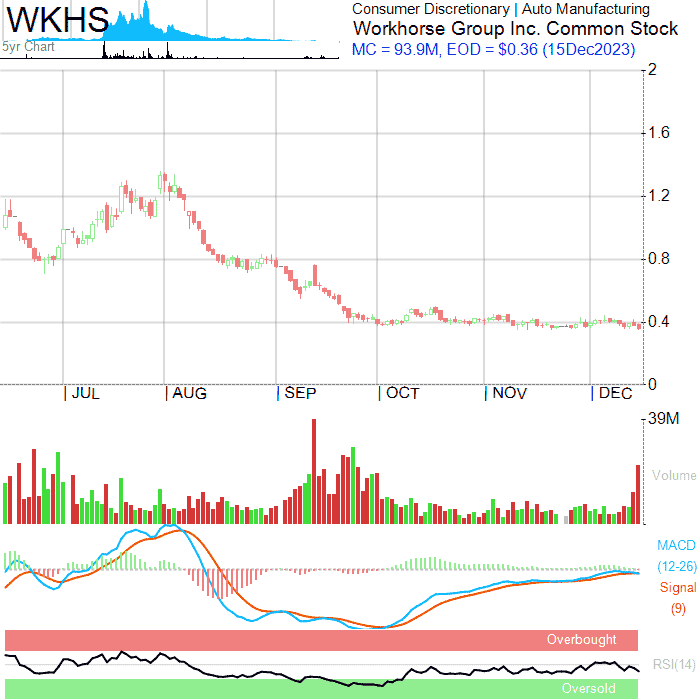 WKHS
5yr Chart
Consumer Discretionary | Auto Manufacturing
Workhorse Group Inc. Common Stock
MC = 93.9M, EOD = $0.36 (15Dec2023)
2
1.6
1.2
0.8
0.4
0
JUL AUG SEP OCT NOV DEC
39M
Volume
MACD
(12-26)
Signal
(9)
Overbought
RSI(14)
Oversold